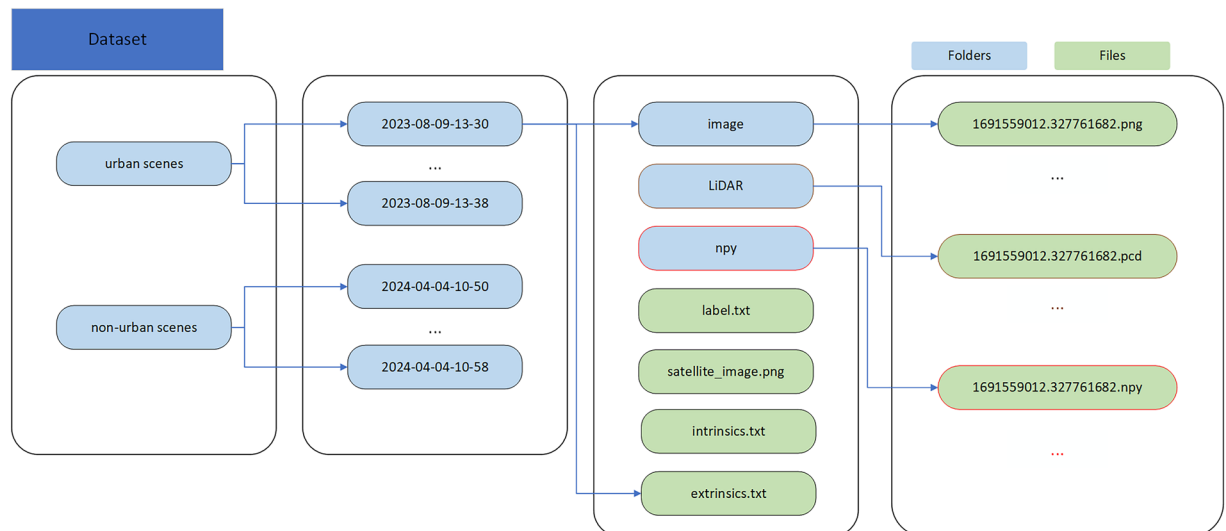 Dataset
Folders
Files
urban scenes
non-urban scenes
2023-08-09-13-30
...
2023-08-09-13-38
2024-04-04-10-50
...
2024-04-04-10-58
image
LiDAR
npy
label.txt
satellite_image.png
intrinsics.txt
extrinsics.txt
1691559012.327761682.png
...
1691559012.327761682.pcd
...
1691559012.327761682.npy
...